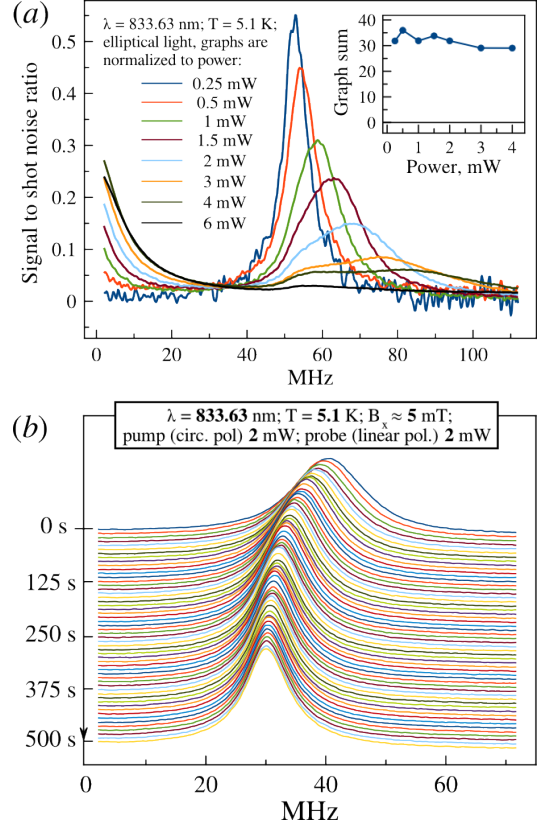 (a)
λ = 833.63 nm; T = 5.1 K;
elliptical light, graphs are
normalized to power:
0.25 mW
0.5 mW
1 mW
1.5 mW
2 mW
3 mW
4 mW
6 mW
Signal to shot noise ratio
0.5
0.4
0.3
0.2
0.1
0
0
20
40
60
80
100
MHz
Graph sum
40
30
20
10
0
0
1
2
3
4
Power, mW
(b)
λ = 833.63 nm; T = 5.1 K; Bx ≈ 5 mT;
pump (circ. pol) 2 mW; probe (linear pol.) 2 mW
0 s
125 s
250 s
375 s
500 s
0
20
40
60
MHz